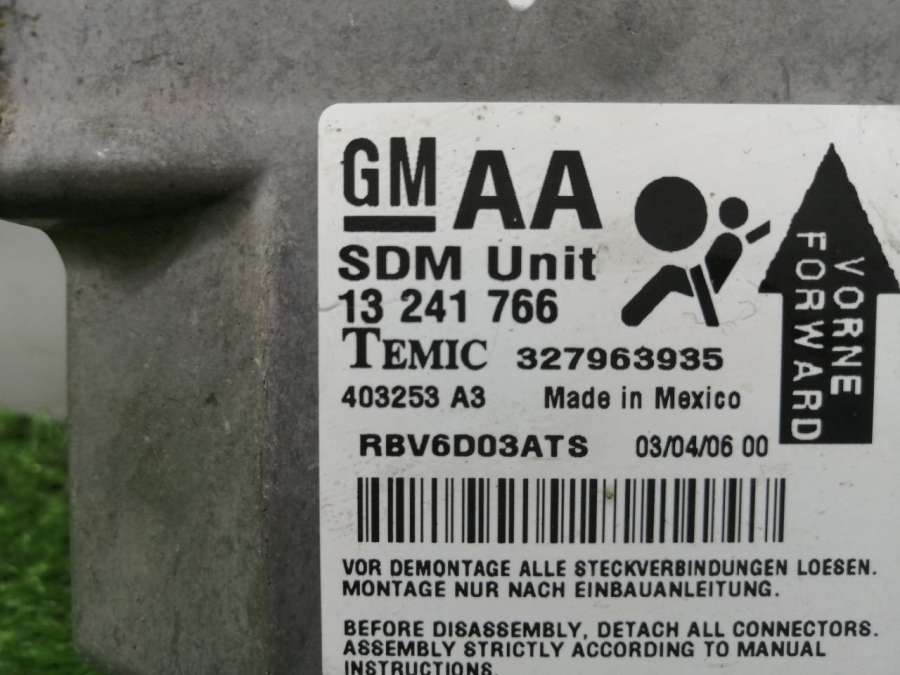 GM AA
SDM Unit
13 241 766
TEMIC 327963935
403253 A3 Made in Mexico
RBV6D03ATS 03/04/06 00
VORNE
FORWARD
VOR DEMONTAGE ALLE STECKVERBINDUNGEN LOESEN.
MONTAGE NUR NACH EINBAUANLEITUNG.
BEFORE DISASSEMBLY, DETACH ALL CONNECTORS.
ASSEMBLY STRICTLY ACCORDING TO MANUAL
INSTRUCTIONS.